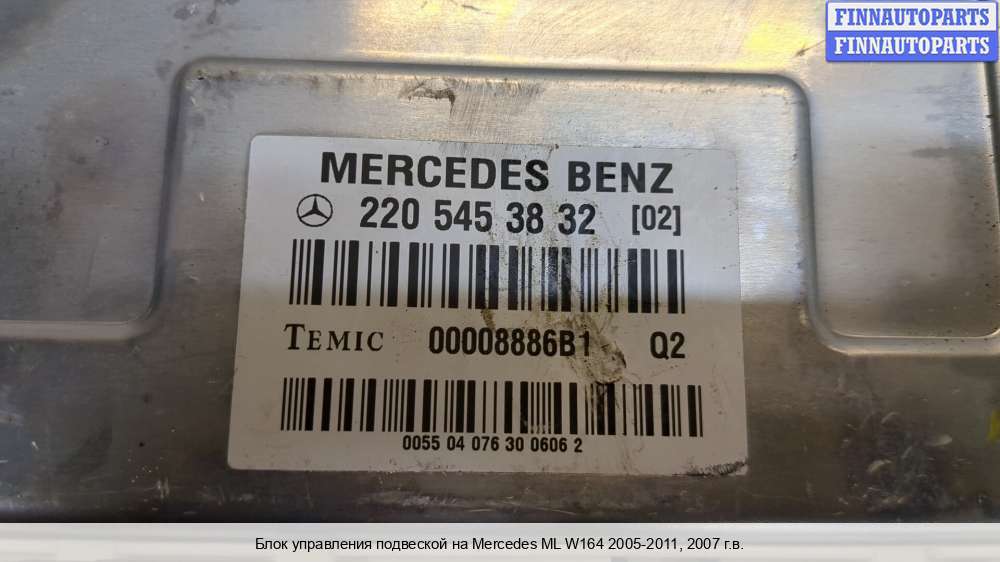 FINNAUTOPARTS
FINNAUTOPARTS
MERCEDES BENZ
220 545 38 32 [02]
TEMIC 00008886B1 Q2
0055 04 076 30 0606 2
Блок управления подвеской на Mercedes ML W164 2005-2011, 2007 г.в.